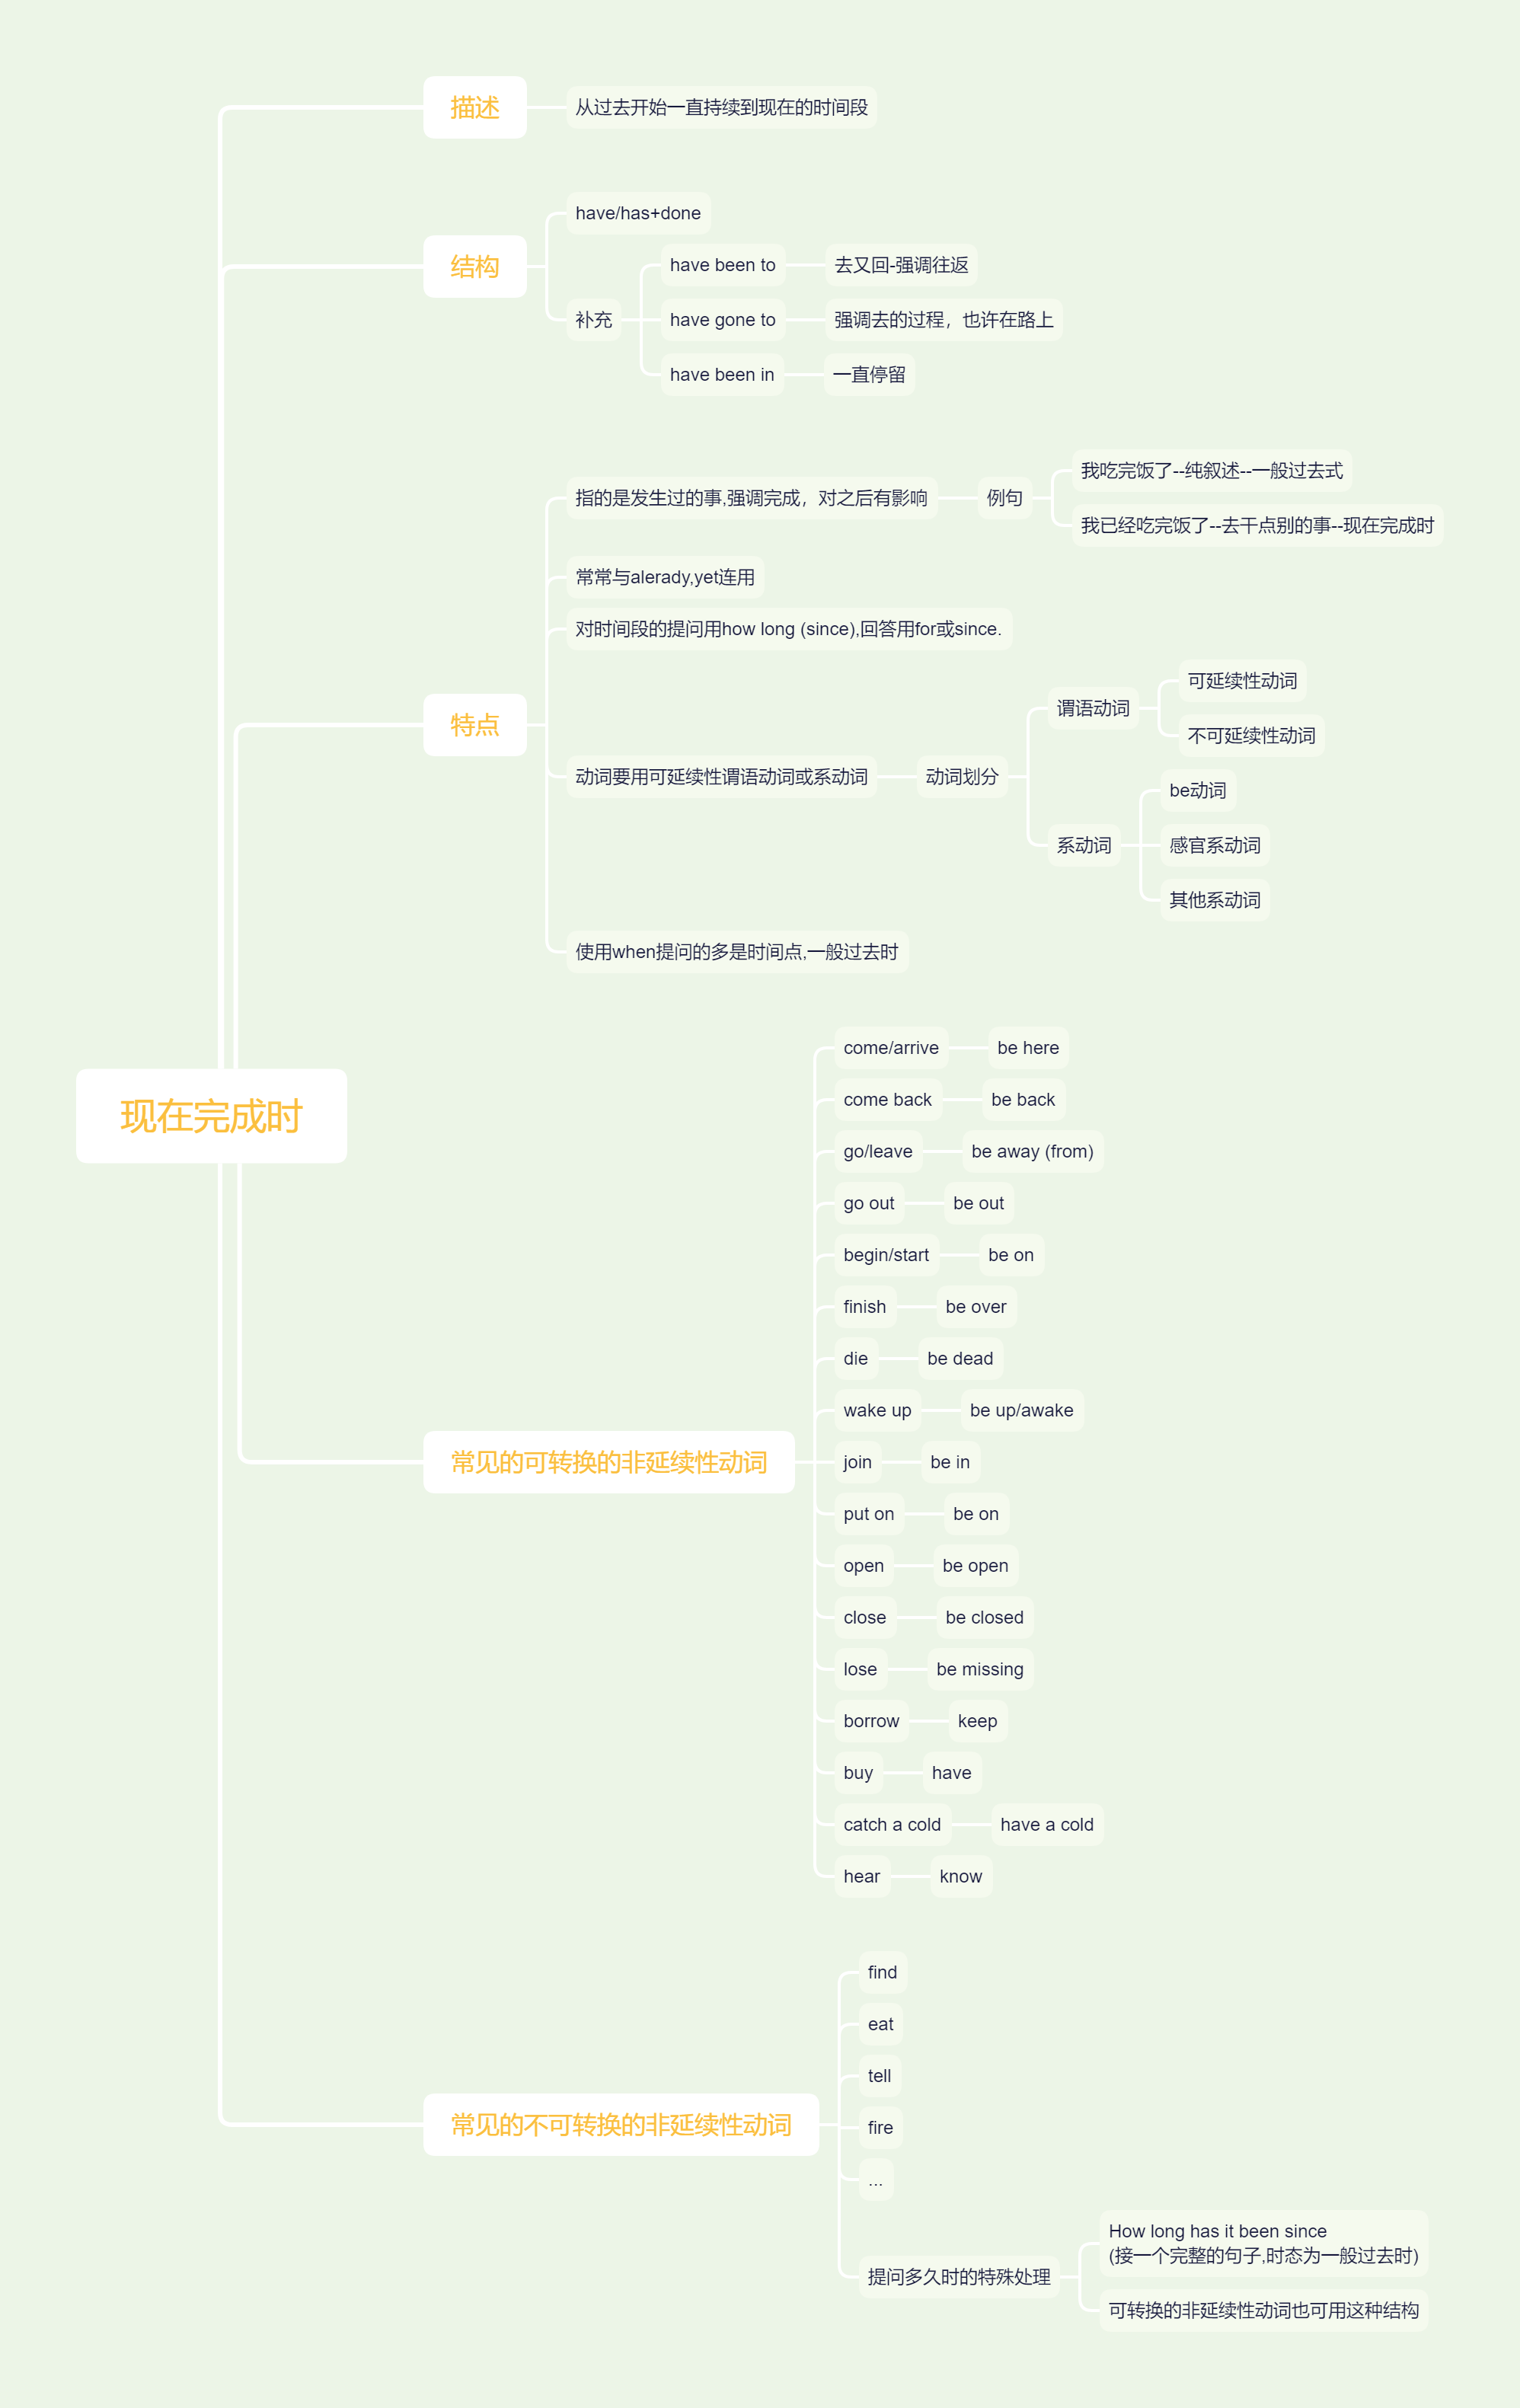 现在完成时
描述
从过去开始一直持续到现在的时间段
结构
have/has+done
补充
have been to
去又回-强调往返
have gone to
强调去的过程，也许在路上
have been in
一直停留
特点
指的是发生过的事,强调完成，对之后有影响
例句
我吃完饭了--纯叙述--一般过去式
我已经吃完饭了--去干点别的事--现在完成时
常常与alerady,yet连用
对时间段的提问用how long (since),回答用for或since.
动词要用可延续性谓语动词或系动词
动词划分
谓语动词
可延续性动词
不可延续性动词
系动词
be动词
感官系动词
其他系动词
使用when提问的多是时间点,一般过去时
常见的可转换的非延续性动词
come/arrive
be here
come back
be back
go/leave
be away (from)
go out
be out
begin/start
be on
finish
be over
die
be dead
wake up
be up/awake
join
be in
put on
be on
open
be open
close
be closed
lose
be missing
borrow
keep
buy
have
catch a cold
have a cold
hear
know
常见的不可转换的非延续性动词
find
eat
tell
fire
...
提问多久时的特殊处理
How long has it been since
(接一个完整的句子,时态为一般过去时)
可转换的非延续性动词也可用这种结构